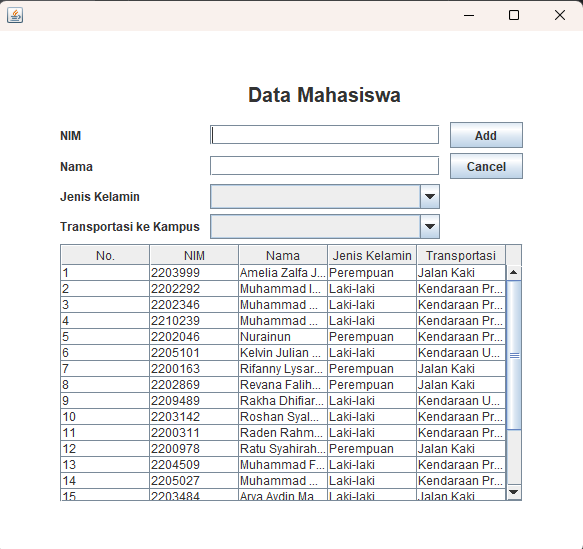 Data Mahasiswa
NIM Add
Nama Cancel
Jenis Kelamin
Transportasi ke Kampus
No. NIM Nama Jenis Kelamin Transportasi
1 2203999 Amelia Zalfa J... Perempuan Jalan Kaki
2 2202292 Muhammad I... Laki-laki Kendaraan Pr...
3 2202346 Muhammad ... Laki-laki Kendaraan Pr...
4 2210239 Muhammad ... Laki-laki Kendaraan Pr...
5 2202046 Nurainun Perempuan Jalan Kaki
6 2205101 Kelvin Julian ... Laki-laki Kendaraan U...
7 2200163 Rifanny Lysar... Perempuan Jalan Kaki
8 2202869 Revana Falih... Perempuan Jalan Kaki
9 2209489 Rakha Dhifiar... Laki-laki Kendaraan U...
10 2203142 Roshan Syal... Laki-laki Kendaraan Pr...
11 2200311 Raden Rahm... Laki-laki Kendaraan Pr...
12 2200978 Ratu Syahirah... Perempuan Jalan Kaki
13 2204509 Muhammad F... Laki-laki Kendaraan Pr...
14 2205027 Muhammad ... Laki-laki Kendaraan Pr...
15 2203484 Arya Aydin Ma... Laki-laki Jalan Kaki